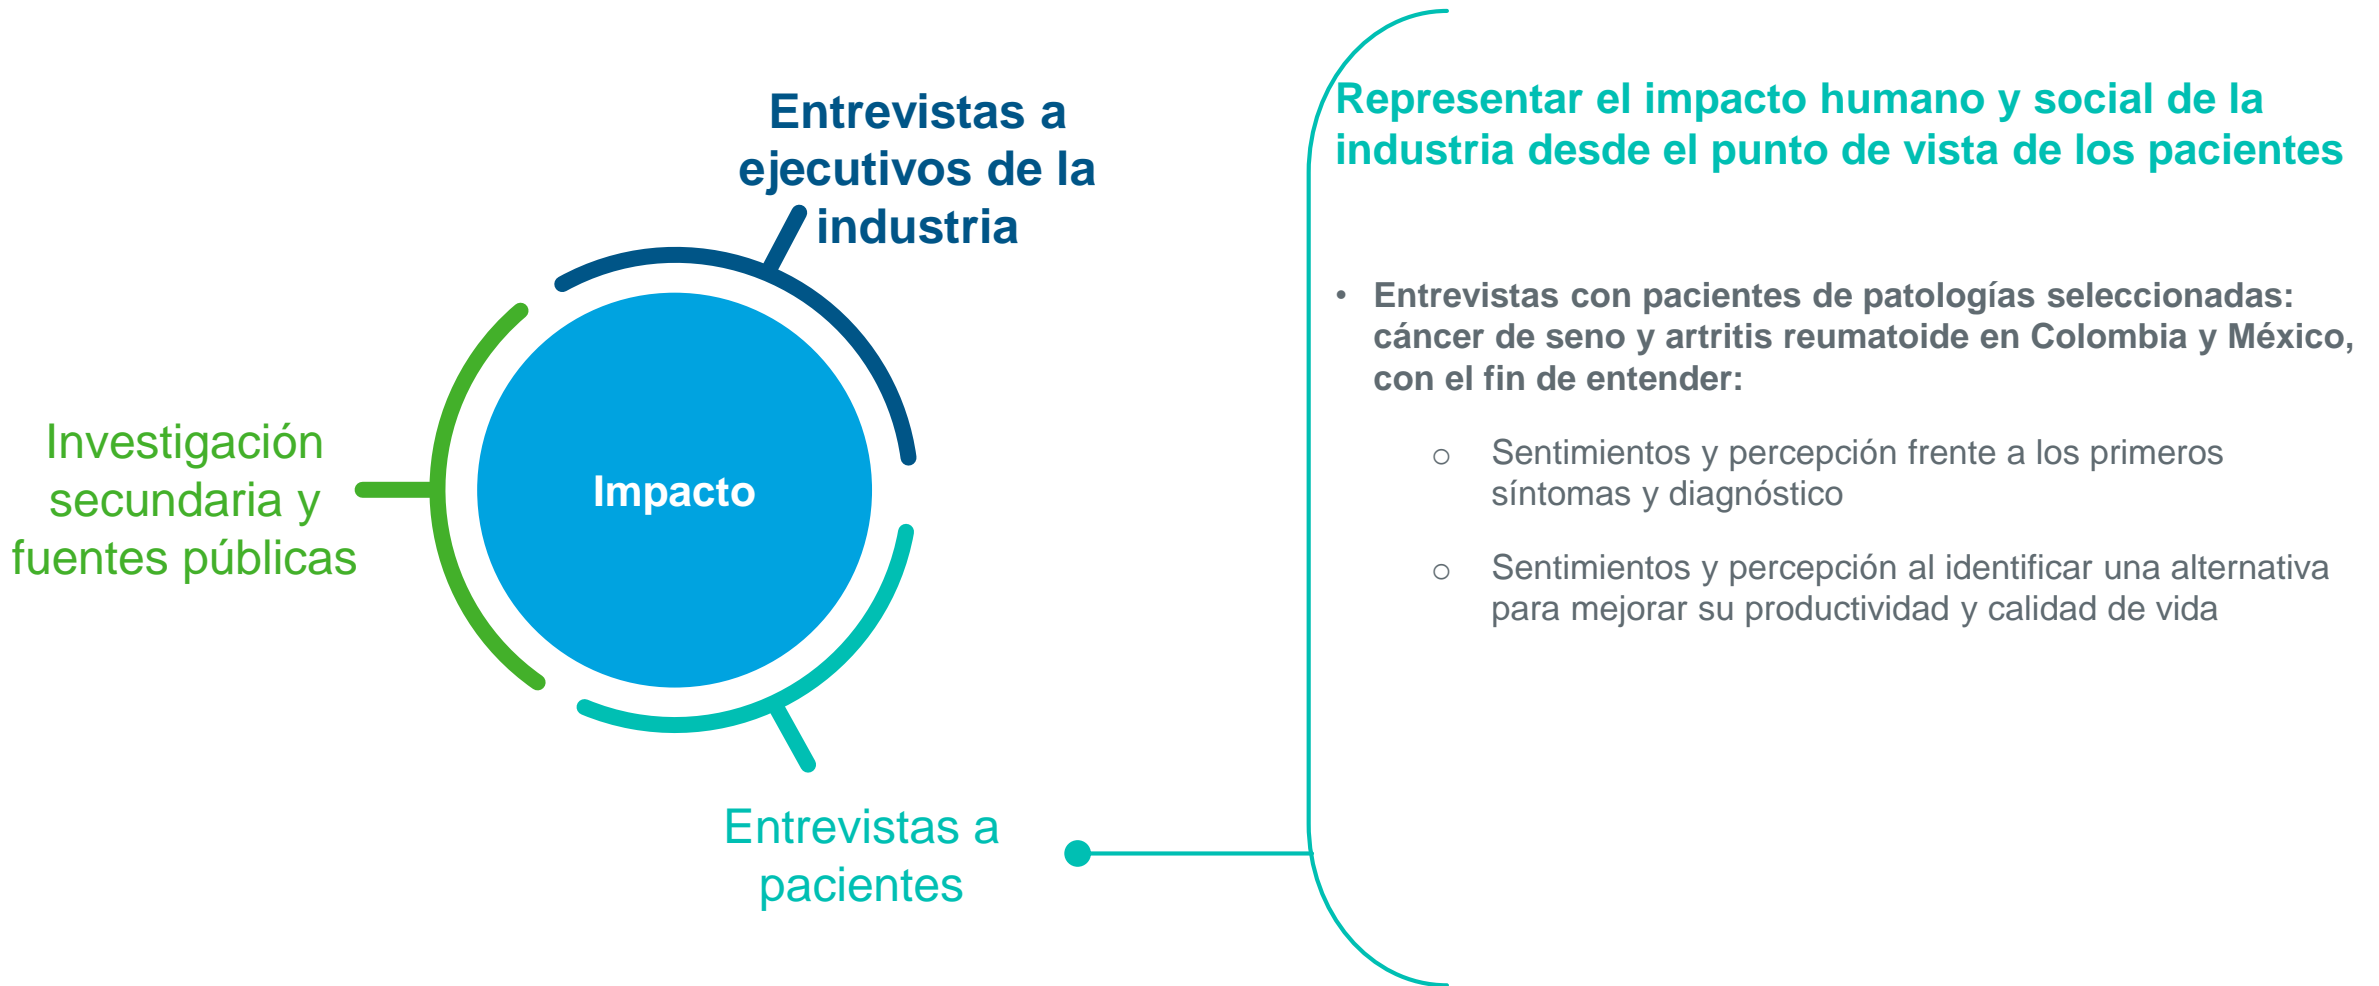 Entrevistas a
ejecutivos de la
industria
Investigación
secundaria y
fuentes públicas
Impacto
Entrevistas a
pacientes
Representar el impacto humano y social de la
industria desde el punto de vista de los pacientes
• Entrevistas con pacientes de patologías seleccionadas:
cáncer de seno y artritis reumatoide en Colombia y México,
con el fin de entender:
o Sentimientos y percepción frente a los primeros
síntomas y diagnóstico
o Sentimientos y percepción al identificar una alternativa
para mejorar su productividad y calidad de vida